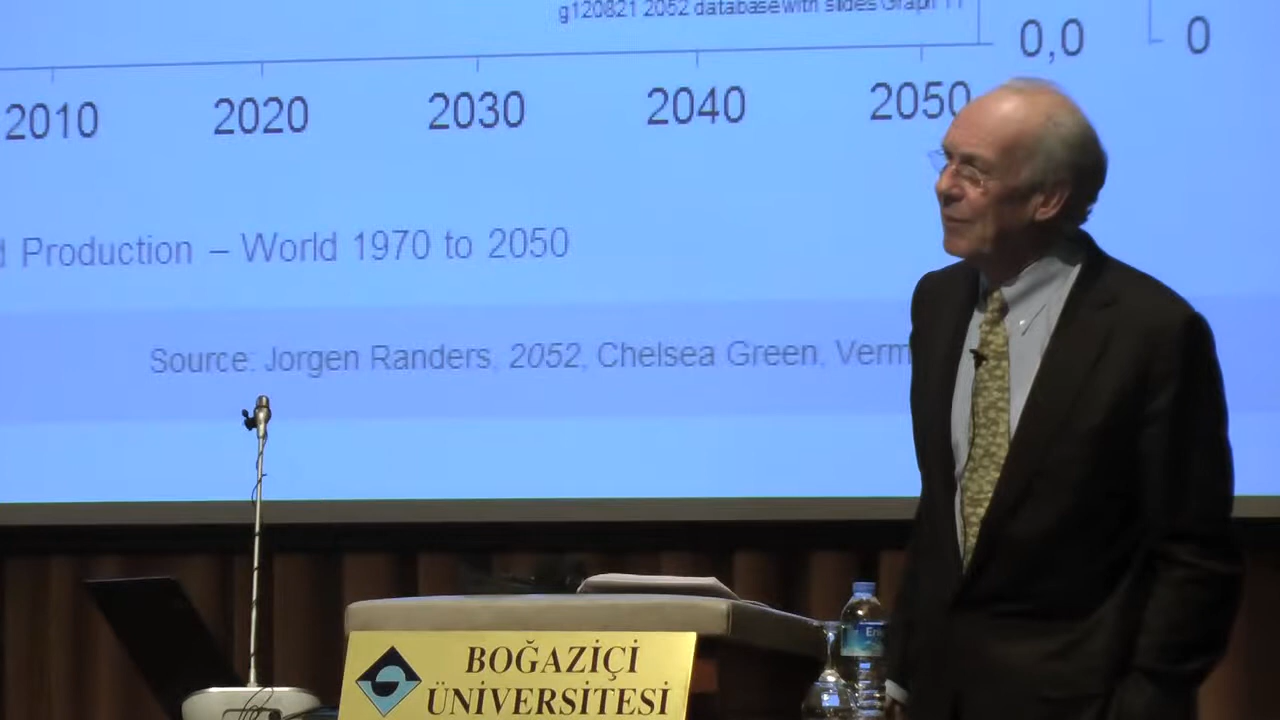 g120821 2052 database with slides Graph 11
0,0
0
2010 2020 2030 2040 2050
Production – World 1970 to 2050
Source: Jorgen Randers, 2052, Chelsea Green, Verm
BOĞAZİÇİ
ÜNİVERSİTESİ